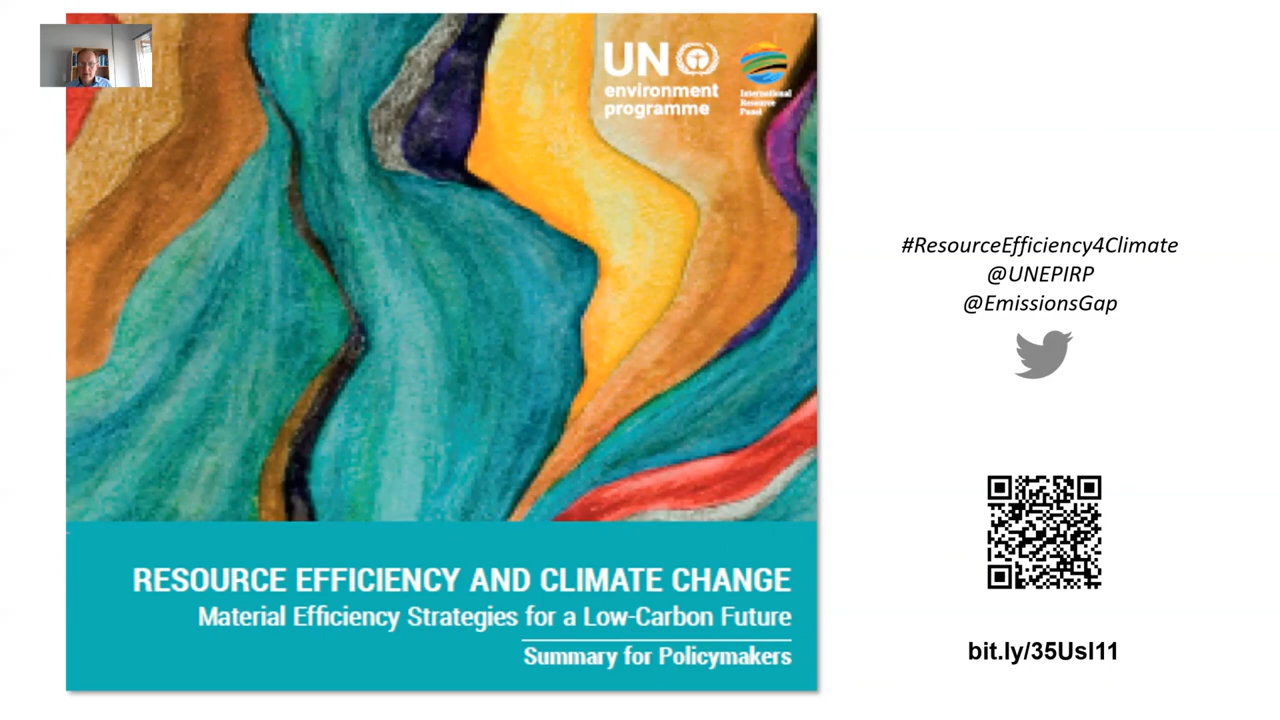 UN
environment
programme
International
Resource
Panel
#ResourceEfficiency4Climate
@UNEPIRP
@EmissionsGap
RESOURCE EFFICIENCY AND CLIMATE CHANGE
Material Efficiency Strategies for a Low-Carbon Future
Summary for Policymakers
bit.ly/35UsI11